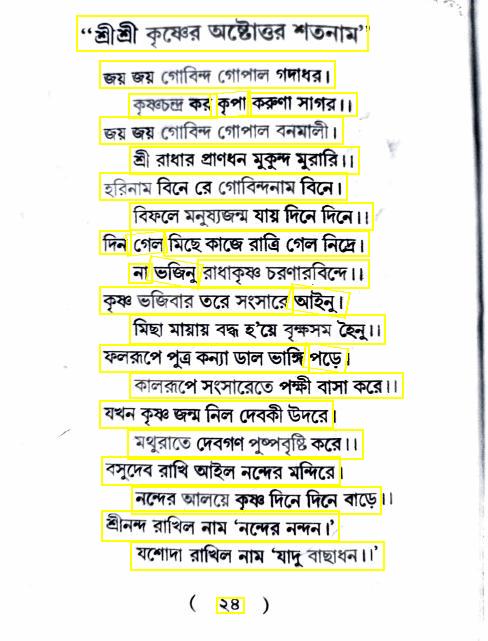 “শ্রীশ্রী কৃষ্ণের অষ্টোত্তর শতনাম”
জয় জয় গোবিন্দ গোপাল গদাধর।
কৃষ্ণচন্দ্র কর কৃপা করুণা সাগর।।
জয় জয় গোবিন্দ গোপাল বনমালী।
শ্রী রাধার প্রাণধন মুকুন্দ মুরারি।।
হরিনাম বিনে রে গোবিন্দনাম বিনে।
বিফলে মনুষ্যজন্ম যায় দিনে দিনে।।
দিন গেল মিছে কাজে রাত্রি গেল নিদ্রে।
না ভজিনু রাধাকৃষ্ণ চরণারবিন্দে।।
কৃষ্ণ ভজিবার তরে সংসারে আইনু।
মিছা মায়ায় বদ্ধ হ’য়ে বৃক্ষসম হৈনু।।
ফলরূপে পুত্র কন্যা ডাল ভাঙ্গি পড়ে।
কালরূপে সংসারেতে পক্ষী বাসা করে।।
যখন কৃষ্ণ জন্ম নিল দেবকী উদরে।
মথুরাতে দেবগণ পুষ্পবৃষ্টি করে।।
বসুদেব রাখি আইল নন্দের মন্দিরে।
নন্দের আলয়ে কৃষ্ণ দিনে দিনে বাড়ে।।
শ্রীনন্দ রাখিল নাম ‘নন্দের নন্দন।’
যশোদা রাখিল নাম ‘যাদু বাছাধন।।’
( ২৪ )